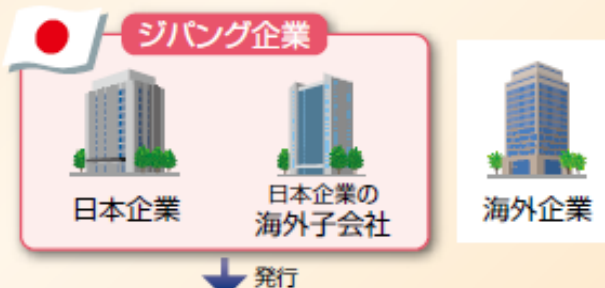 ジパング企業
日本企業
日本企業の
海外子会社
海外企業
発行